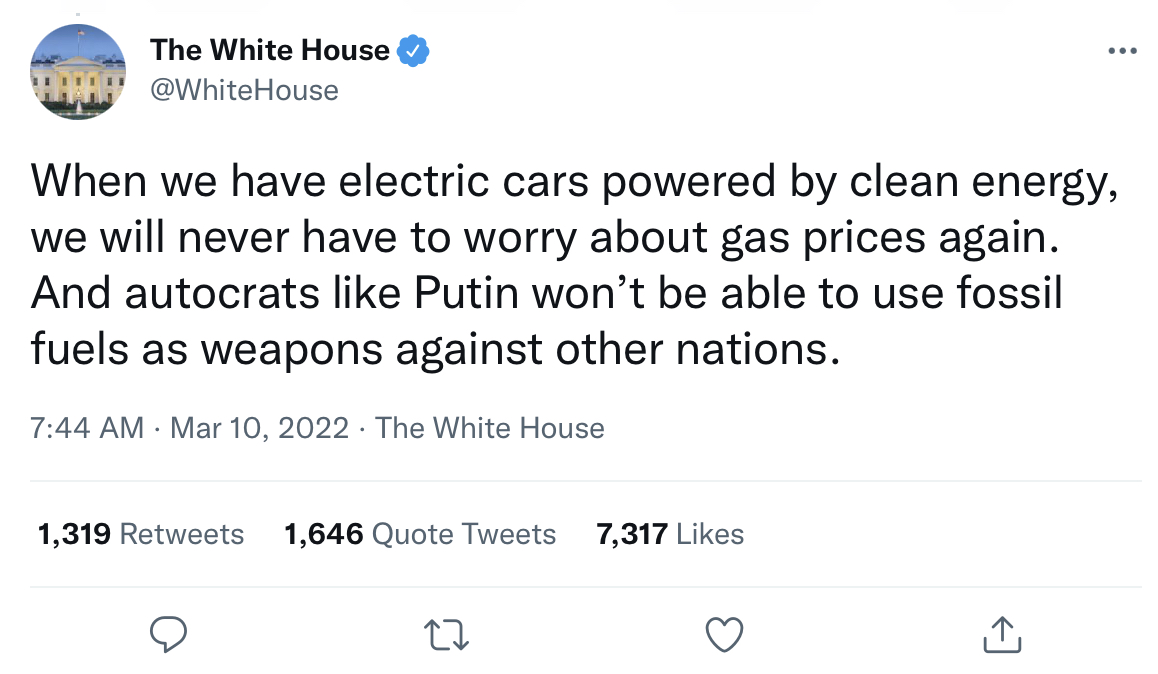 The White House
@WhiteHouse
When we have electric cars powered by clean energy,
we will never have to worry about gas prices again.
And autocrats like Putin won’t be able to use fossil
fuels as weapons against other nations.
7:44 AM · Mar 10, 2022 · The White House
1,319 Retweets 1,646 Quote Tweets 7,317 Likes